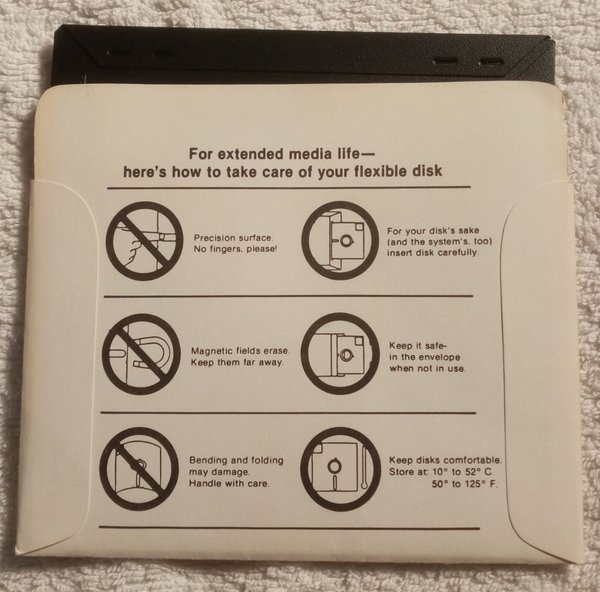 For extended media life—
here's how to take care of your flexible disk
Precision surface.
No fingers, please!
For your disk's sake
(and the system's, too)
insert disk carefully.
Magnetic fields erase.
Keep them far away.
Keep it safe-
in the envelope
when not in use.
Bending and folding
may damage.
Handle with care.
Keep disks comfortable.
Store at: 10° to 52° C.
50° to 125° F.